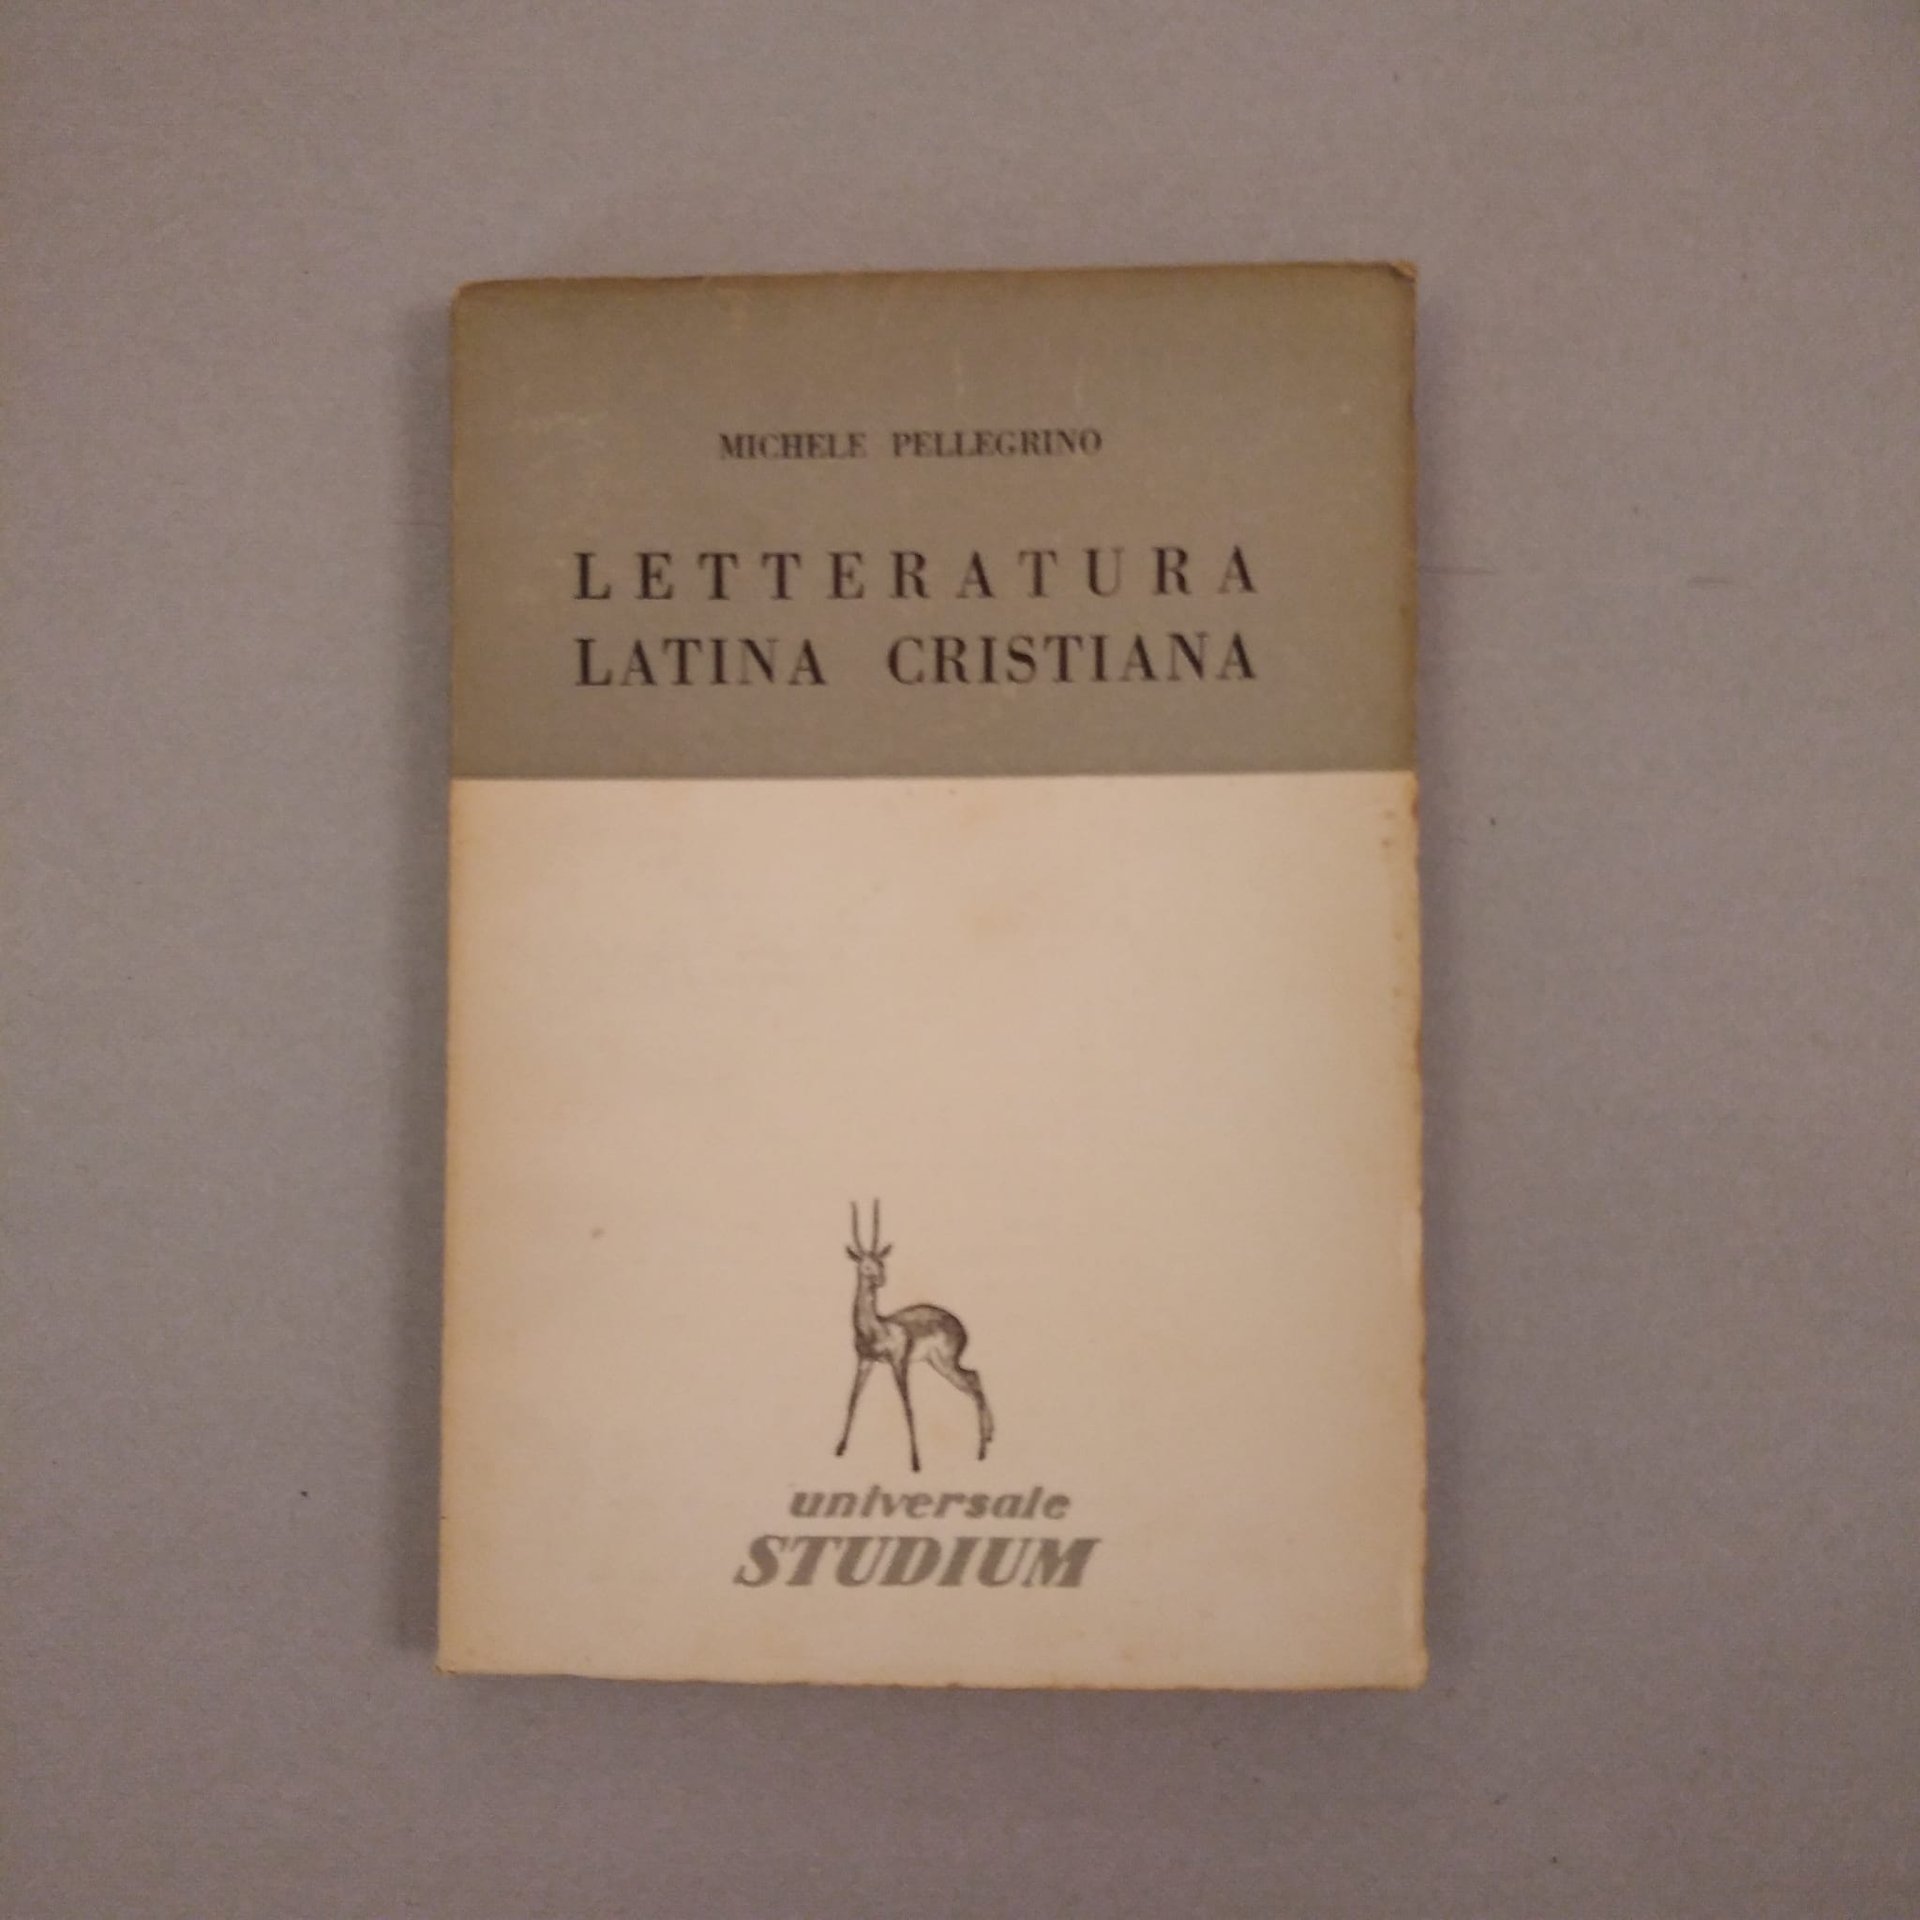 MICHELE PELLEGRINO
LETTERATURA
LATINA CRISTIANA
universale
STUDIUM